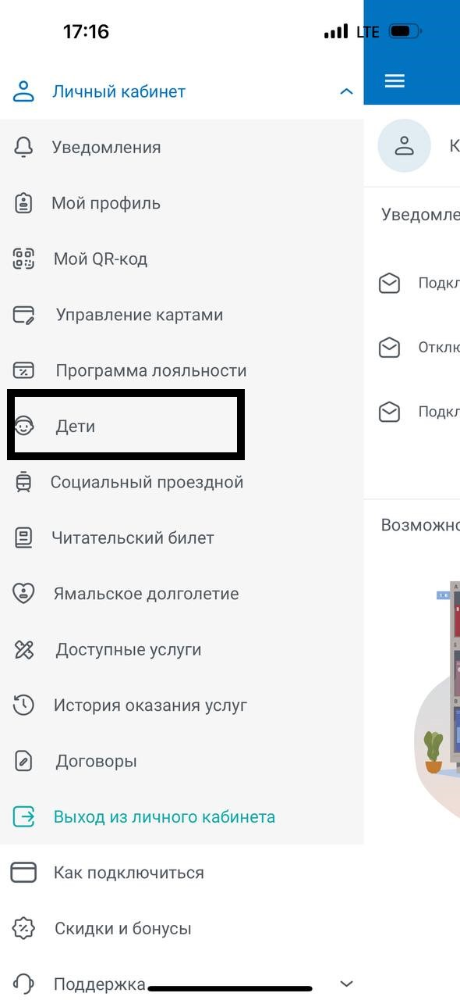 17:16
LTE
Личный кабинет
Уведомления
Мой профиль
Мой QR-код
Управление картами
Программа лояльности
Дети
Социальный проездной
Читательский билет
Ямальское долголетие
Доступные услуги
История оказания услуг
Договоры
Выход из личного кабинета
Как подключиться
Скидки и бонусы
Поддержка
К
Уведомле
Подкл
Отклю
Подкл
Возможно